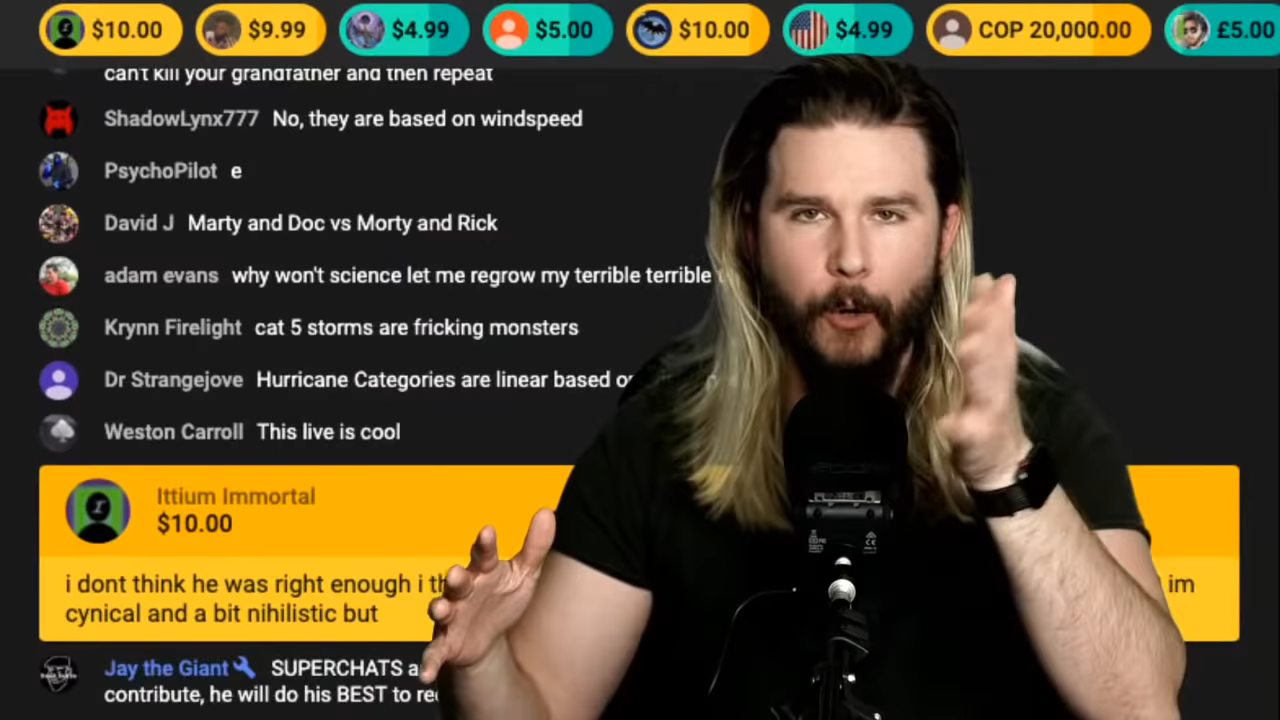 $10.00 $9.99 $4.99 $5.00 $10.00 $4.99 COP 20,000.00 £5.00
can't kill your grandfather and then repeat
ShadowLynx777 No, they are based on windspeed
PsychoPilot e
David J Marty and Doc vs Morty and Rick
adam evans why won't science let me regrow my terrible terrible
Krynn Firelight cat 5 storms are fricking monsters
Dr Strangejove Hurricane Categories are linear based
Weston Carroll This live is cool
Ittium Immortal
$10.00
i dont think he was right enough i im
cynical and a bit nihilistic but
Jay the Giant SUPERCHATS
contribute, he will do his BEST to